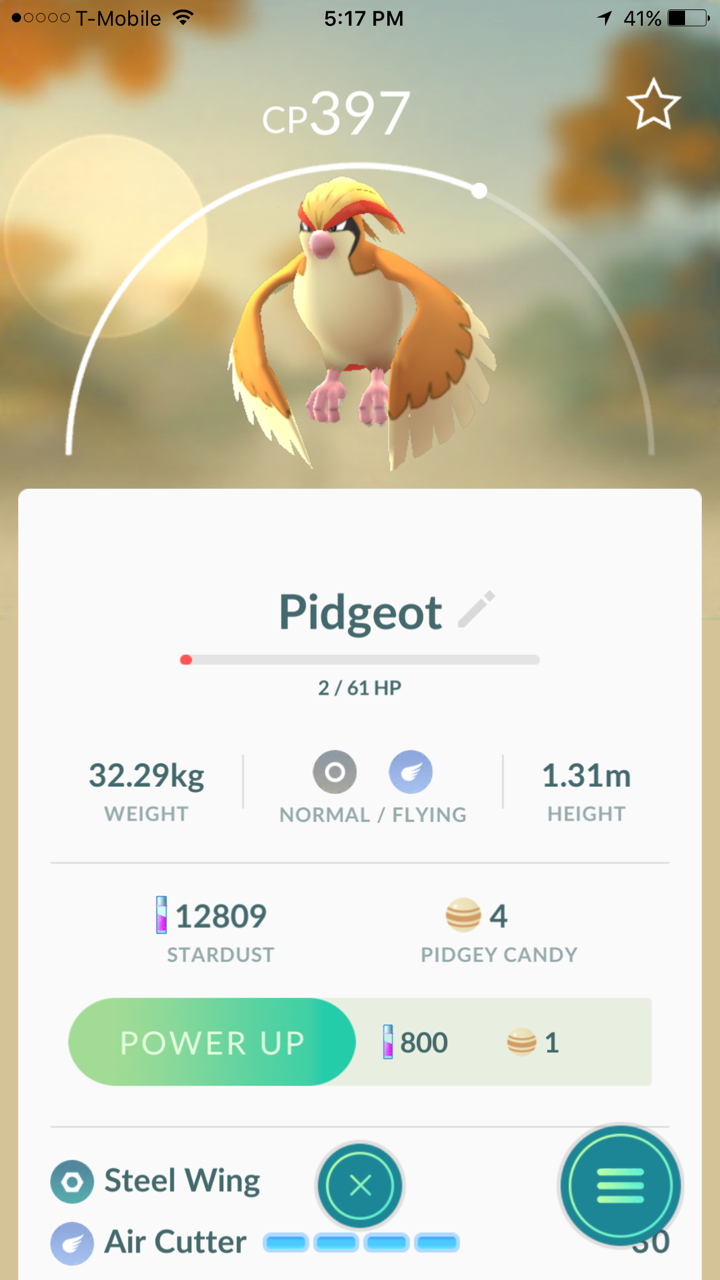 T-Mobile 5:17 PM 41%
CP397
Pidgeot
2 / 61 HP
32.29kg 1.31m
WEIGHT NORMAL / FLYING HEIGHT
12809 4
STARDUST PIDGEY CANDY
POWER UP 800 1
Steel Wing
Air Cutter